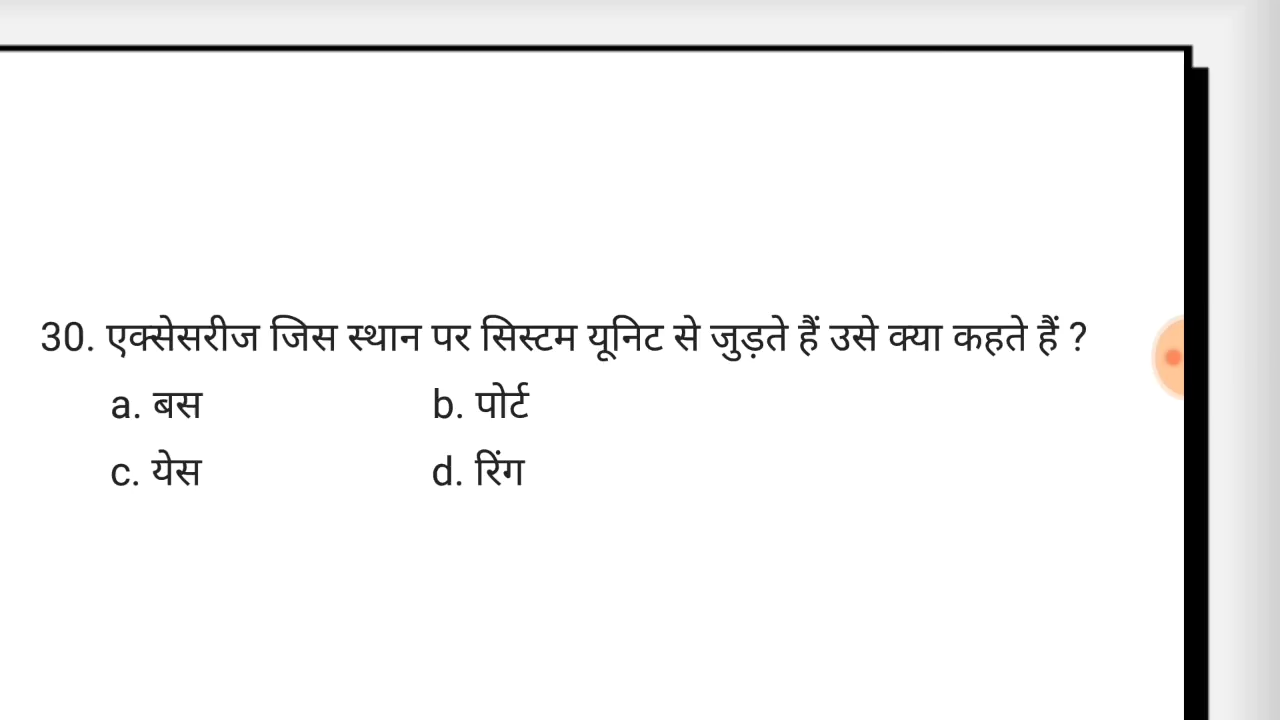 30. एक्सेसरीज जिस स्थान पर सिस्टम यूनिट से जुड़ते हैं उसे क्या कहते हैं ?
a. बस b. पोर्ट
c. येस d. रिंग